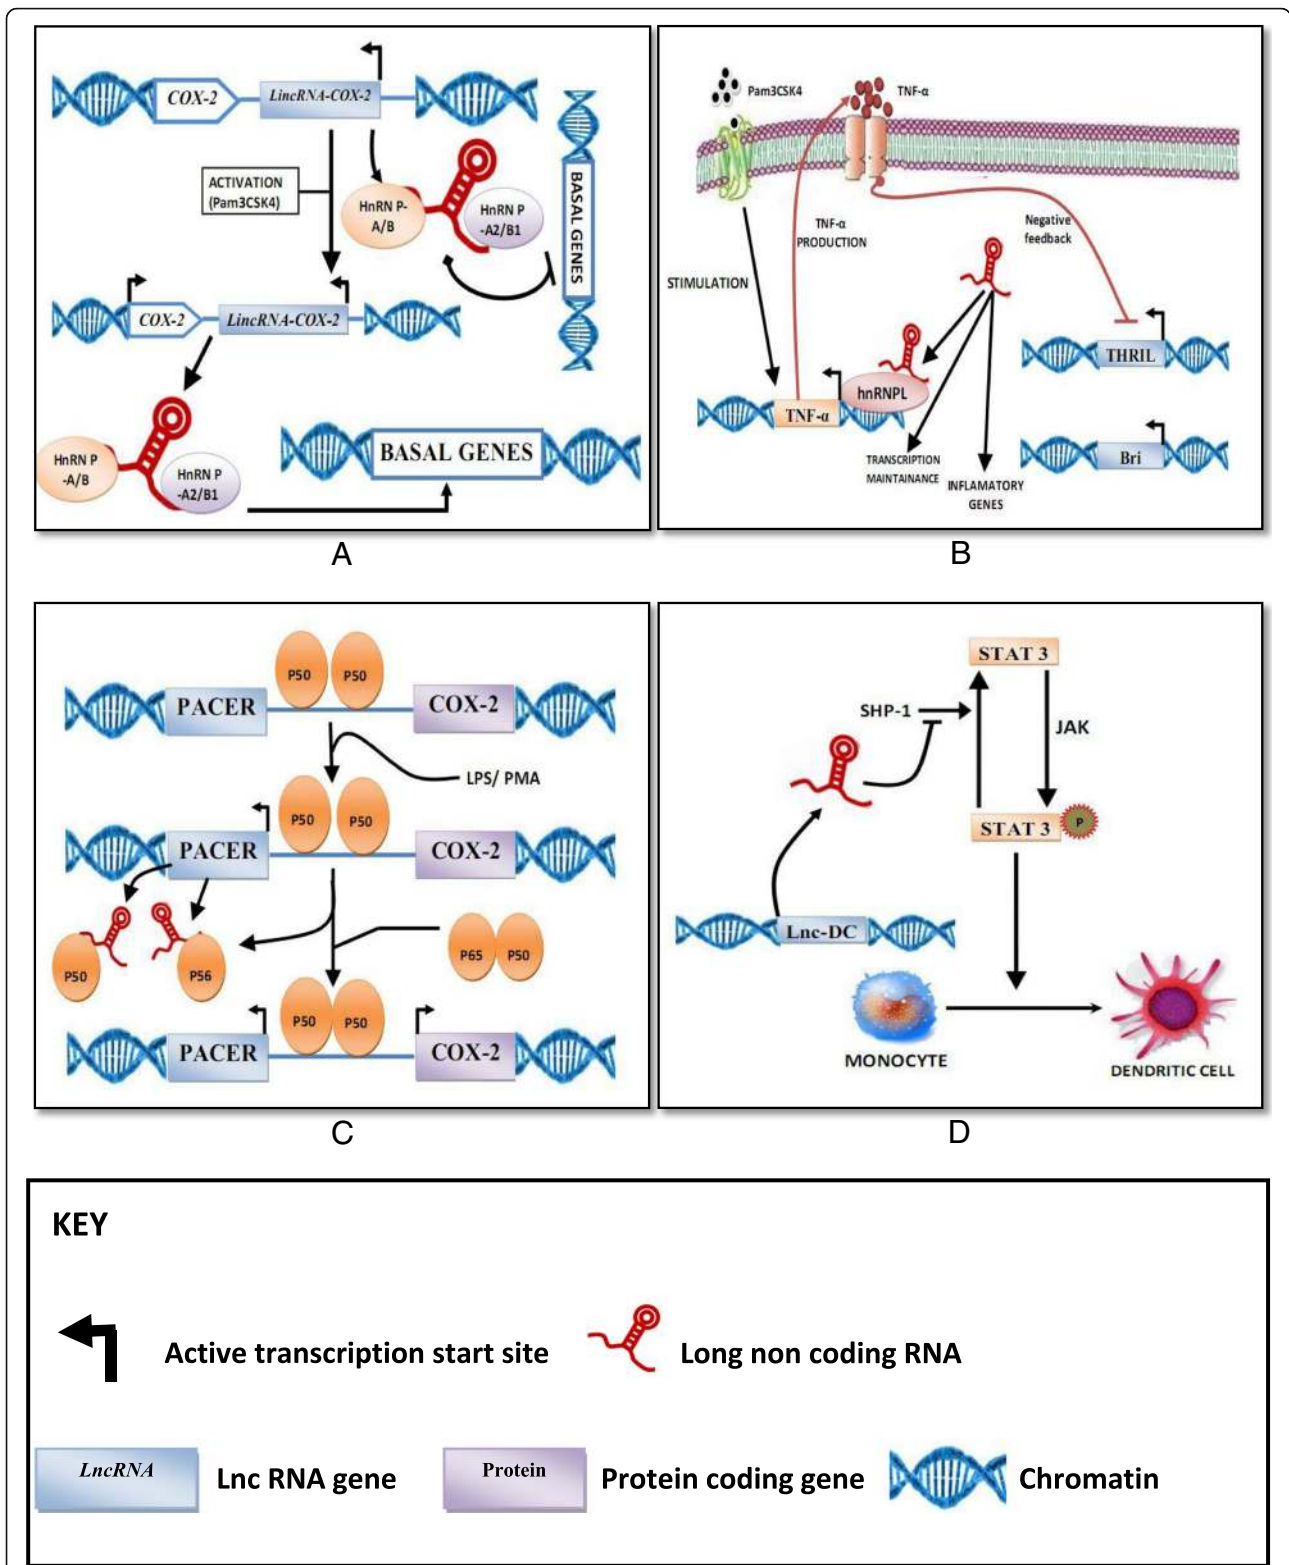 COX-2
LincRNA-COX-2
ACTIVATION
(Pam3CSK4)
HnRN P-
A/B
HnRN P
-A2/B1
BASAL GENES
COX-2
LincRNA-COX-2
HnRN P
-A/B
HnRN P
-A2/B1
BASAL GENES
A
Pam3CSK4
TNF-α
TNF-α
PRODUCTION
Negative
feedback
STIMULATION
THRIL
hnRNPL
TNF-α
TRANSCRIPTION
MAINTAINANCE
INFLAMATORY
GENES
Bri
B
P50
P50
PACER
COX-2
LPS/ PMA
P50
P50
PACER
COX-2
P50
P56
P65
P50
P50
P50
PACER
COX-2
C
STAT 3
SHP-1
JAK
STAT 3
P
Lnc-DC
MONOCYTE
DENDRITIC CELL
D
KEY
Active transcription start site
Long non coding RNA
LncRNA
Lnc RNA gene
Protein
Protein coding gene
Chromatin